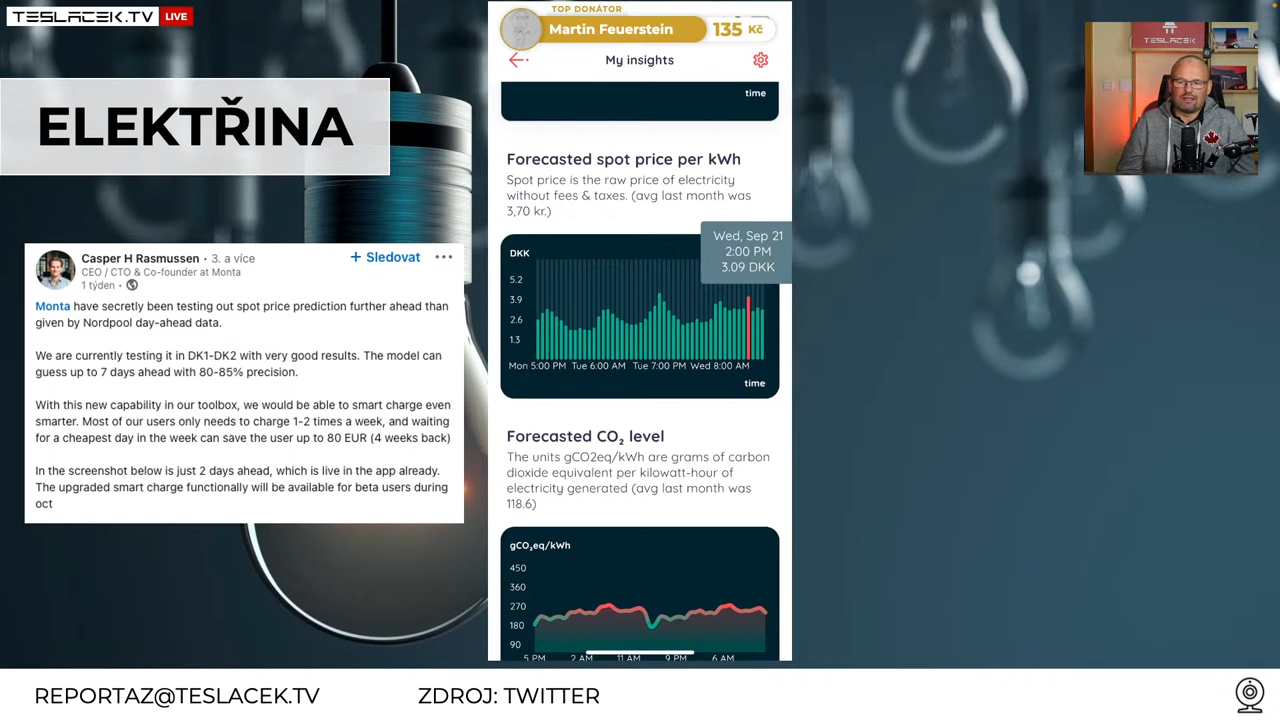 TESLACEK.TV LIVE
ELEKTŘINA
Casper H Rasmussen • 3. a více
+ Sledovat
CEO / CTO & Co-founder at Monta
1 týden •
Monta have secretly been testing out spot price prediction further ahead than
given by Nordpool day-ahead data.
We are currently testing it in DK1-DK2 with very good results. The model can
guess up to 7 days ahead with 80-85% precision.
With this new capability in our toolbox, we would be able to smart charge even
smarter. Most of our users only needs to charge 1-2 times a week, and waiting
for a cheapest day in the week can save the user up to 80 EUR (4 weeks back)
In the screenshot below is just 2 days ahead, which is live in the app already.
The upgraded smart charge functionally will be available for beta users during
oct
TOP DONÁTOR
Martin Feuerstein 135 Kč
My insights
time
Forecasted spot price per kWh
Spot price is the raw price of electricity
without fees & taxes. (avg last month was
3,70 kr.)
Wed, Sep 21
2:00 PM
3.09 DKK
DKK
5.2
3.9
2.6
1.3
Mon 5:00 PM Tue 6:00 AM Tue 7:00 PM Wed 8:00 AM
time
Forecasted CO₂ level
The units gCO2eq/kWh are grams of carbon
dioxide equivalent per kilowatt-hour of
electricity generated (avg last month was
118.6)
gCO₂eq/kWh
450
360
270
180
90
5 PM 2 AM 11 AM 9 PM 6 AM
TESLACEK
REPORTAZ@TESLACEK.TV
ZDROJ: TWITTER